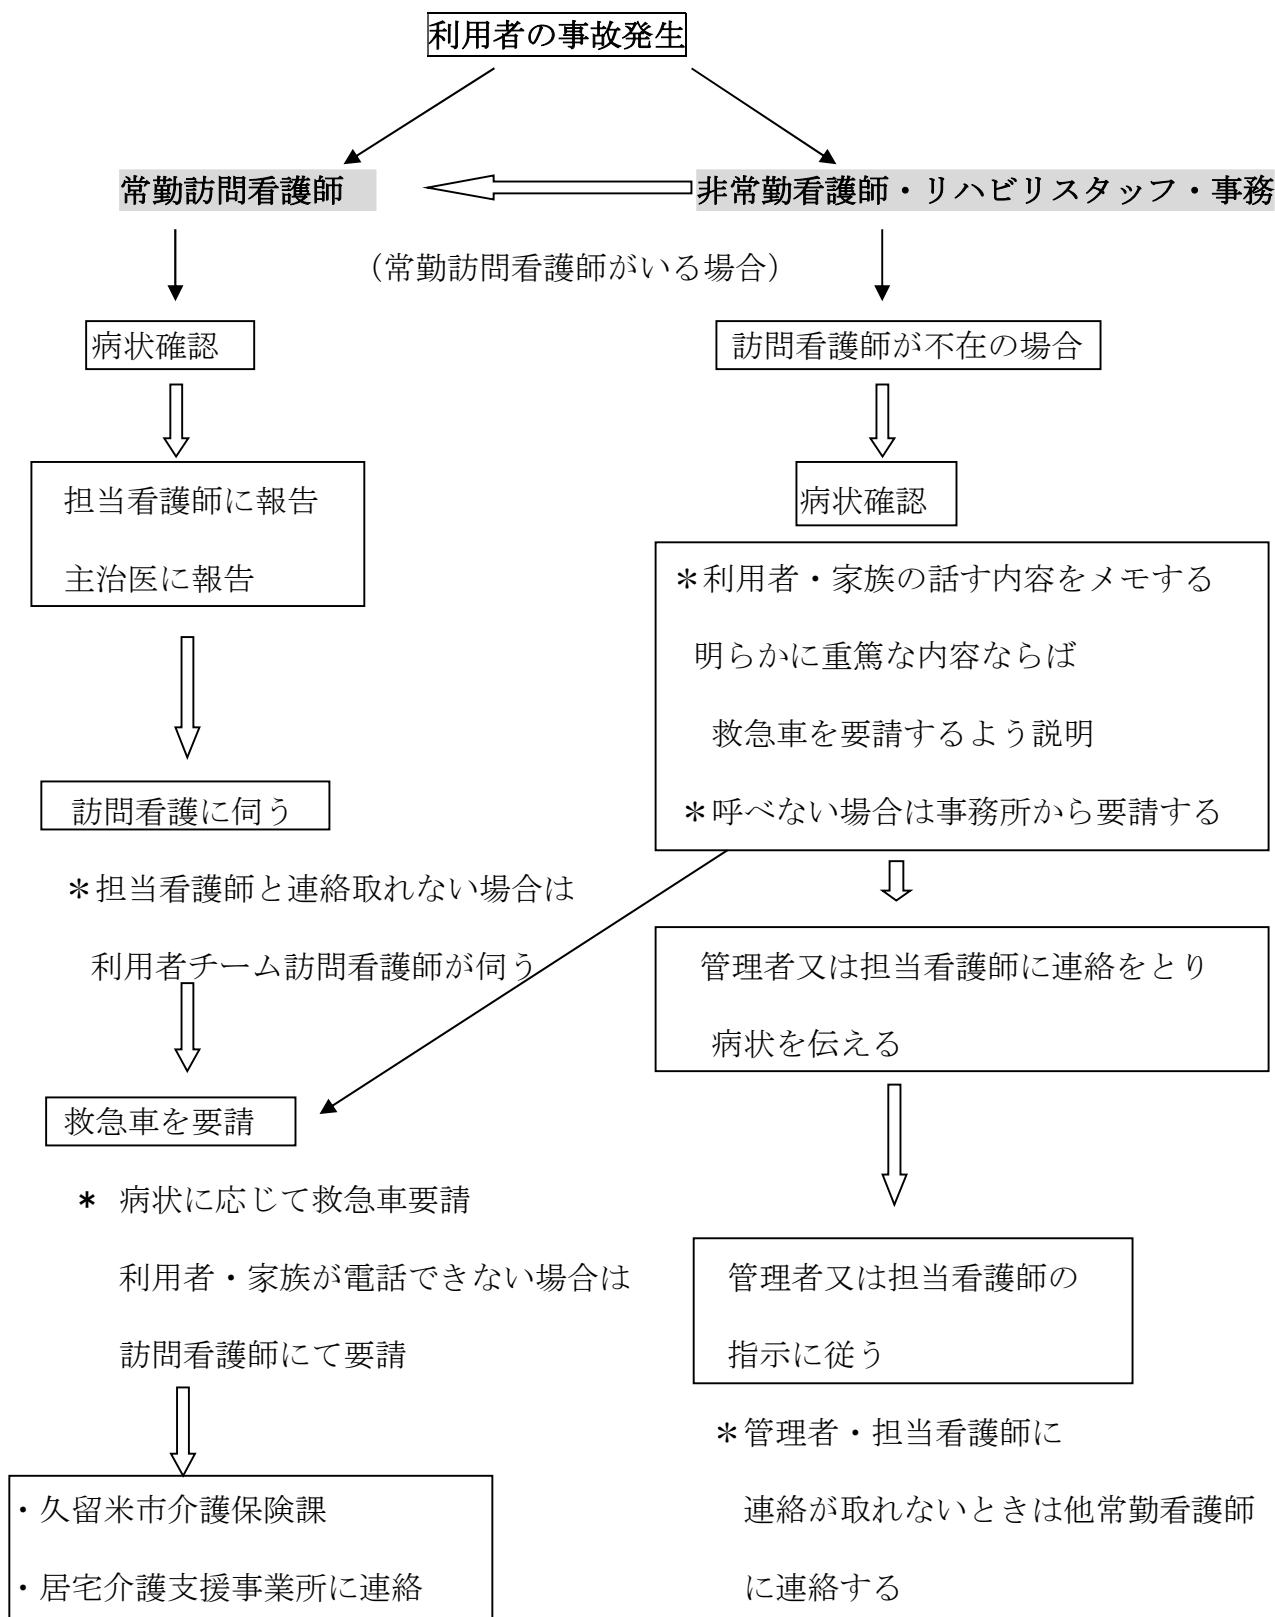 利用者の事故発生
常勤訪問看護師
非常勤看護師・リハビリスタッフ・事務
（常勤訪問看護師がいる場合）
病状確認
担当看護師に報告
主治医に報告
訪問看護に伺う
＊担当看護師と連絡取れない場合は
利用者チーム訪問看護師が伺う
救急車を要請
* 病状に応じて救急車要請
利用者・家族が電話できない場合は
訪問看護師にて要請
・久留米市介護保険課
・居宅介護支援事業所に連絡
訪問看護師が不在の場合
病状確認
＊利用者・家族の話す内容をメモする
明らかに重篤な内容ならば
救急車を要請するよう説明
＊呼べない場合は事務所から要請する
管理者又は担当看護師に連絡をとり
病状を伝える
管理者又は担当看護師の
指示に従う
＊管理者・担当看護師に
連絡が取れないときは他常勤看護師
に連絡する